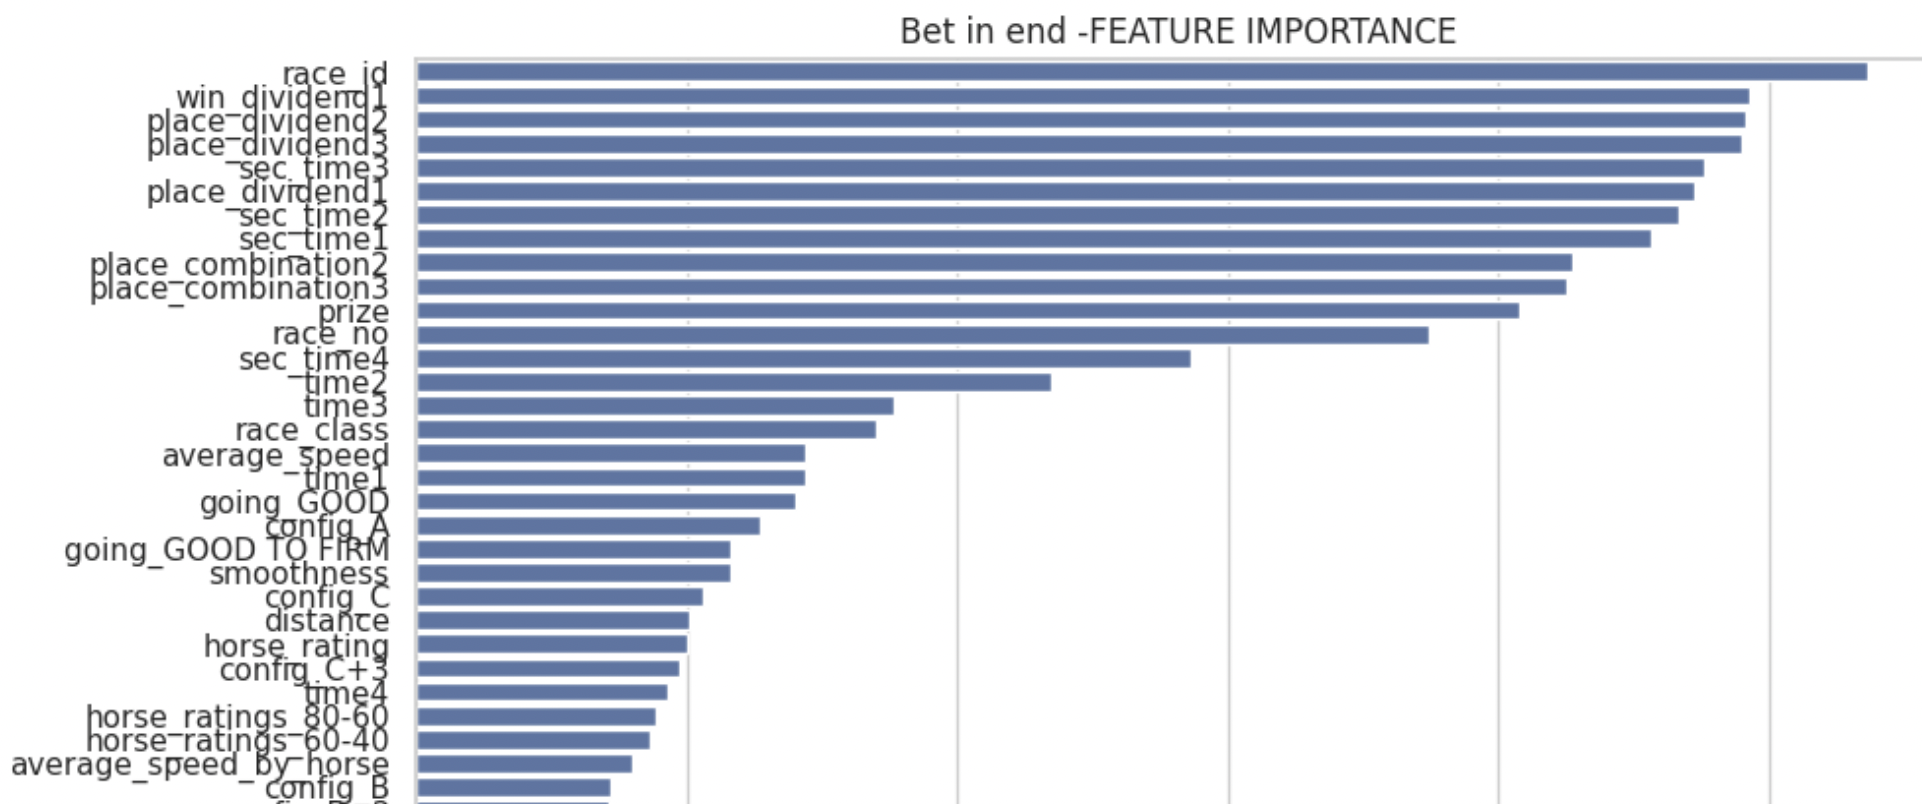 Bet in end -FEATURE IMPORTANCE
race_id
win_dividend1
place_dividend2
place_dividend3
sec_time3
place_dividend1
sec_time2
sec_time1
place_combination2
place_combination3
prize
race_no
sec_time4
time2
time3
race_class
average_speed
time1
going_GOOD
config_A
going_GOOD TO FIRM
smoothness
config_C
distance
horse_rating
config_C+3
time4
horse_ratings_80-60
horse_ratings_60-40
average_speed_by_horse
config_B